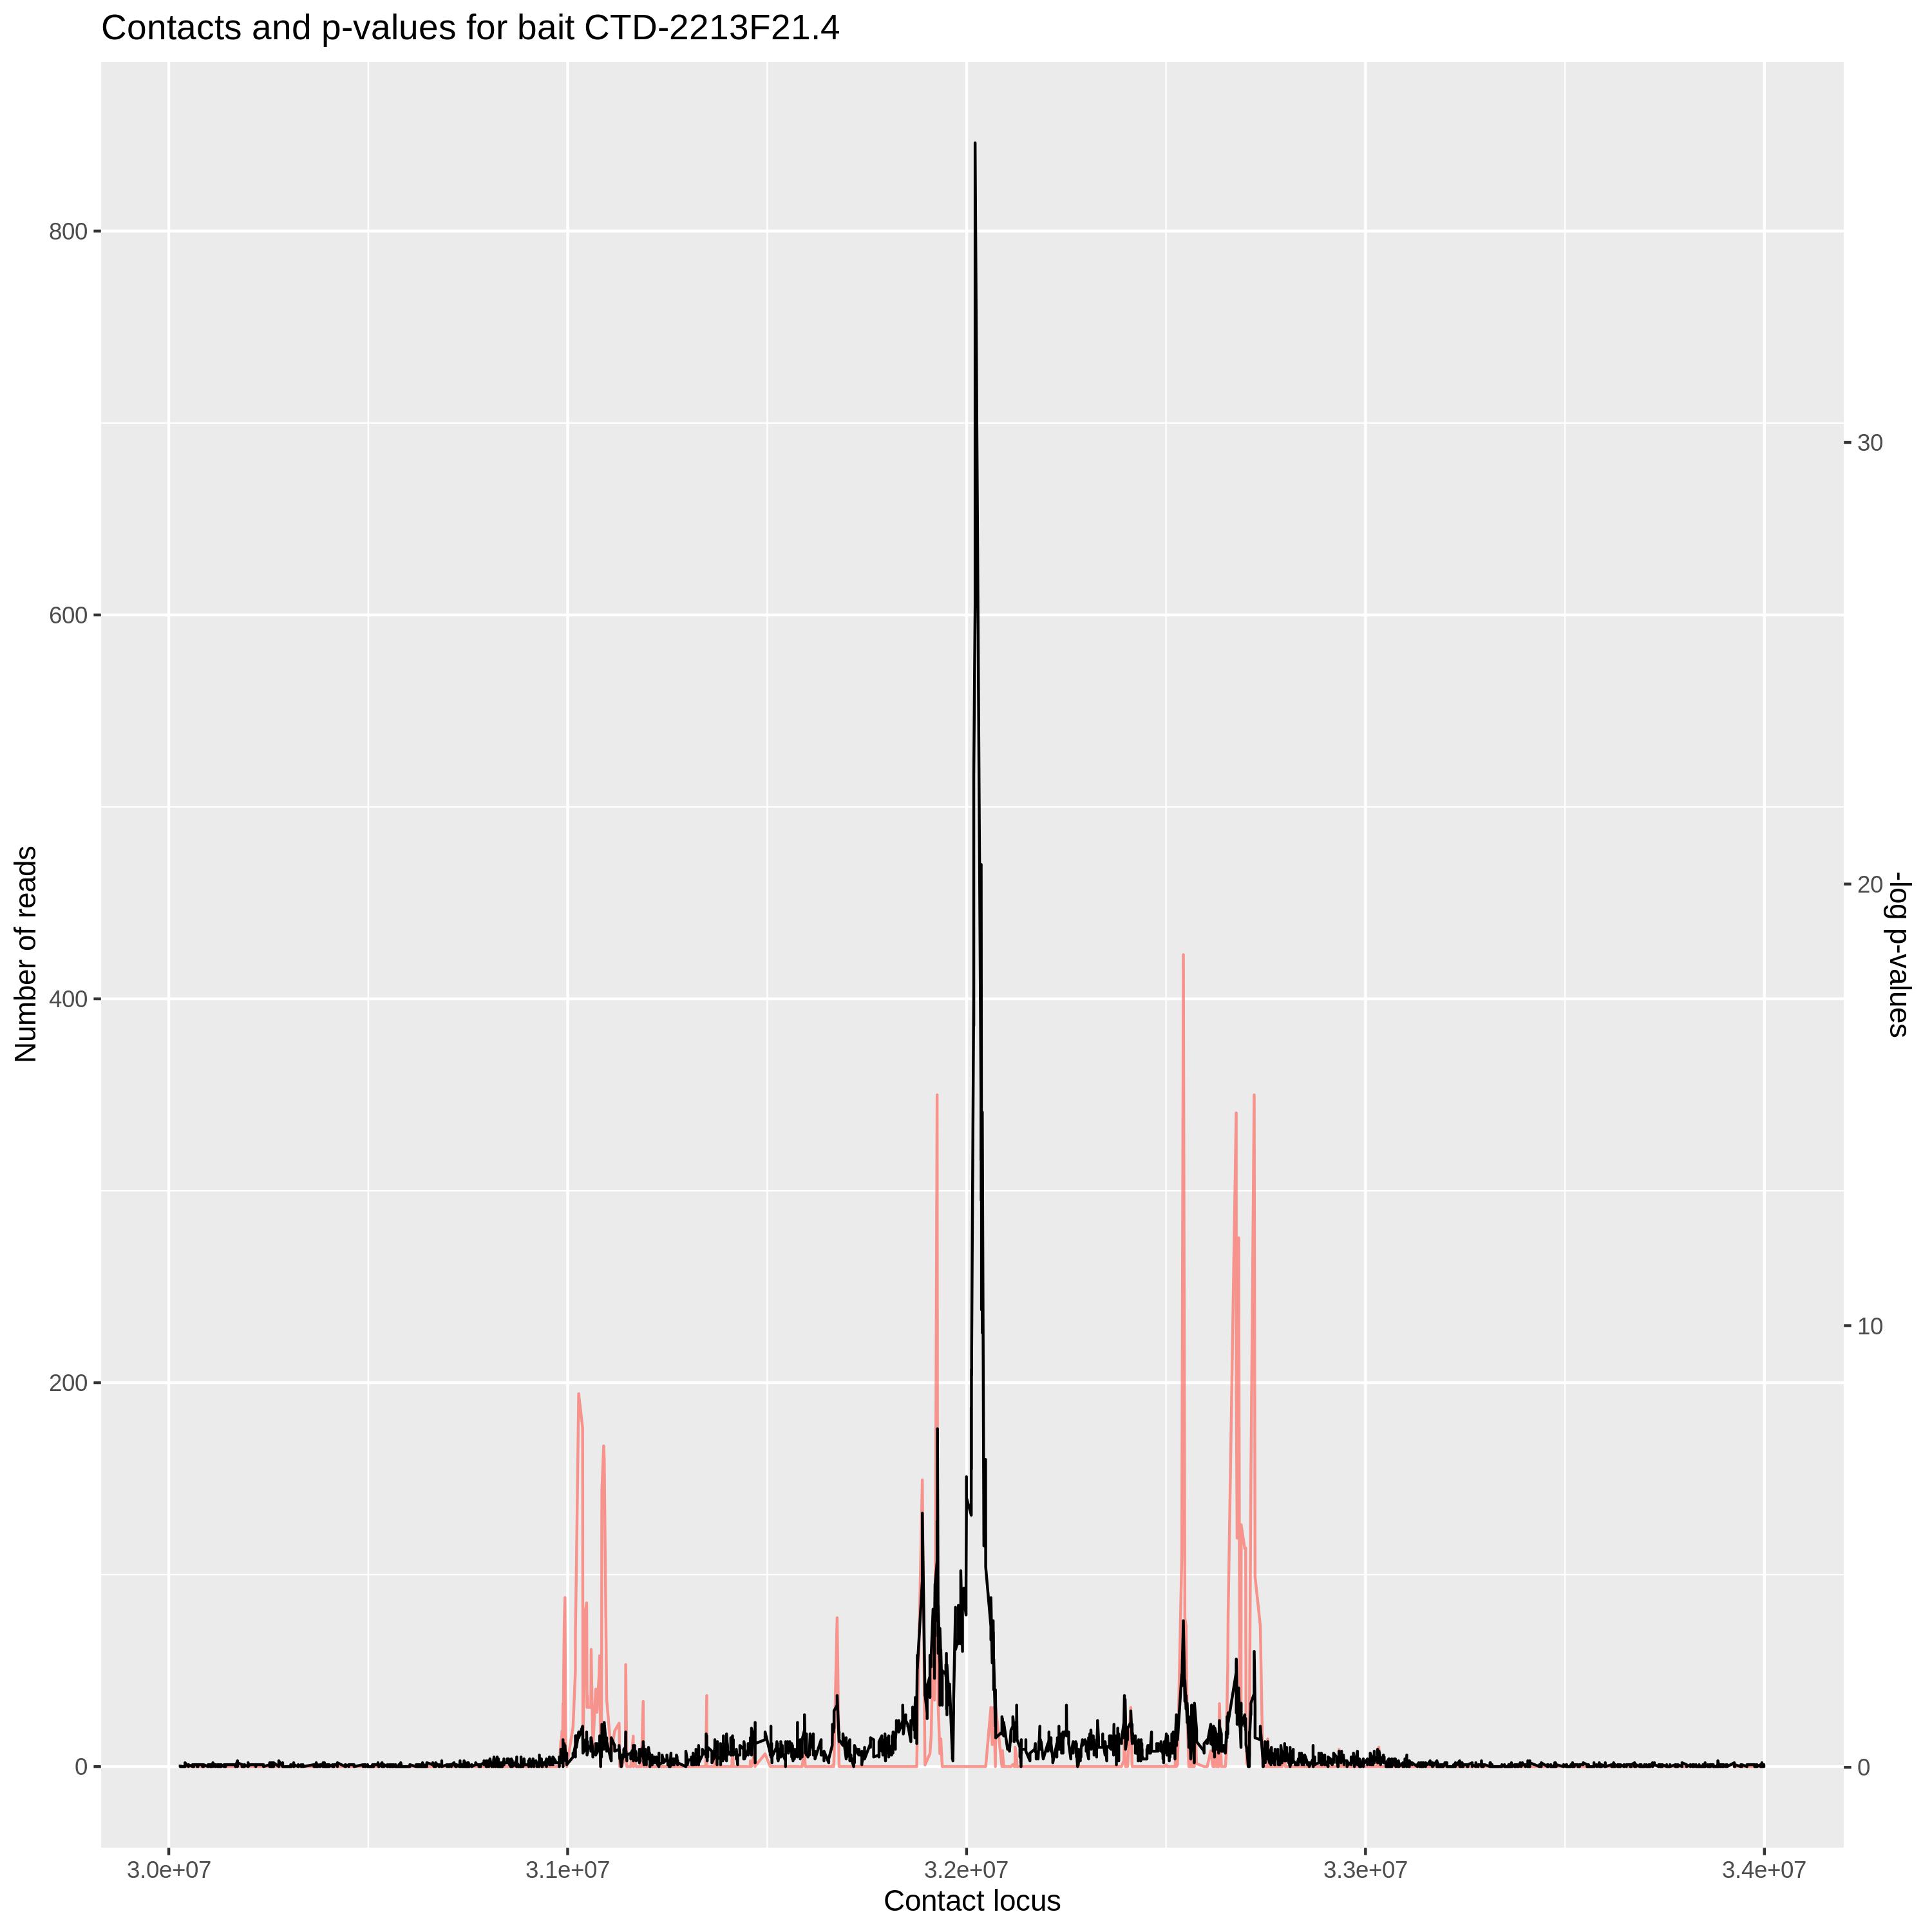 Contacts and p-values for bait CTD-2213F21.4
800
600
400
200
0
Number of reads
30
20
10
0
-log p-values
3.0e+07
3.1e+07
3.2e+07
3.3e+07
3.4e+07
Contact locus